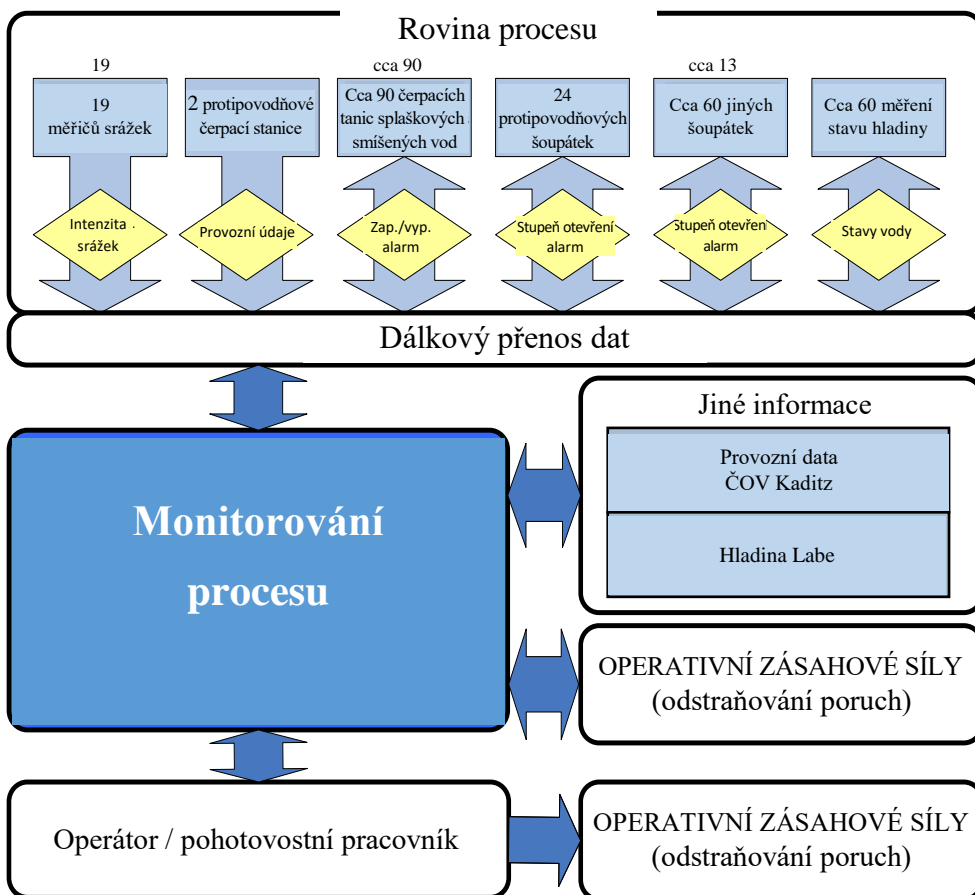 Rovina procesu
19
cca 90
cca 13
19
měřičů srážek
2 protipovodňové
čerpací stanice
Cca 90 čerpacích
tanic splaškových
smíšených vod
24
protipovodňových
šoupátek
Cca 60 jiných
šoupátek
Cca 60 měření
stavu hladiny
Intenzita
srážek
Provozní údaje
Zap./vyp.
alarm
Stupeň otevření
alarm
Stupeň otevření
alarm
Stavy vody
Dálkový přenos dat
Monitorování
procesu
Jiné informace
Provozní data
ČOV Kaditz
Hladina Labe
OPERATIVNÍ ZÁSAHOVÉ SÍLY
(odstraňování poruch)
Operátor / pohotovostní pracovník
OPERATIVNÍ ZÁSAHOVÉ SÍLY
(odstraňování poruch)